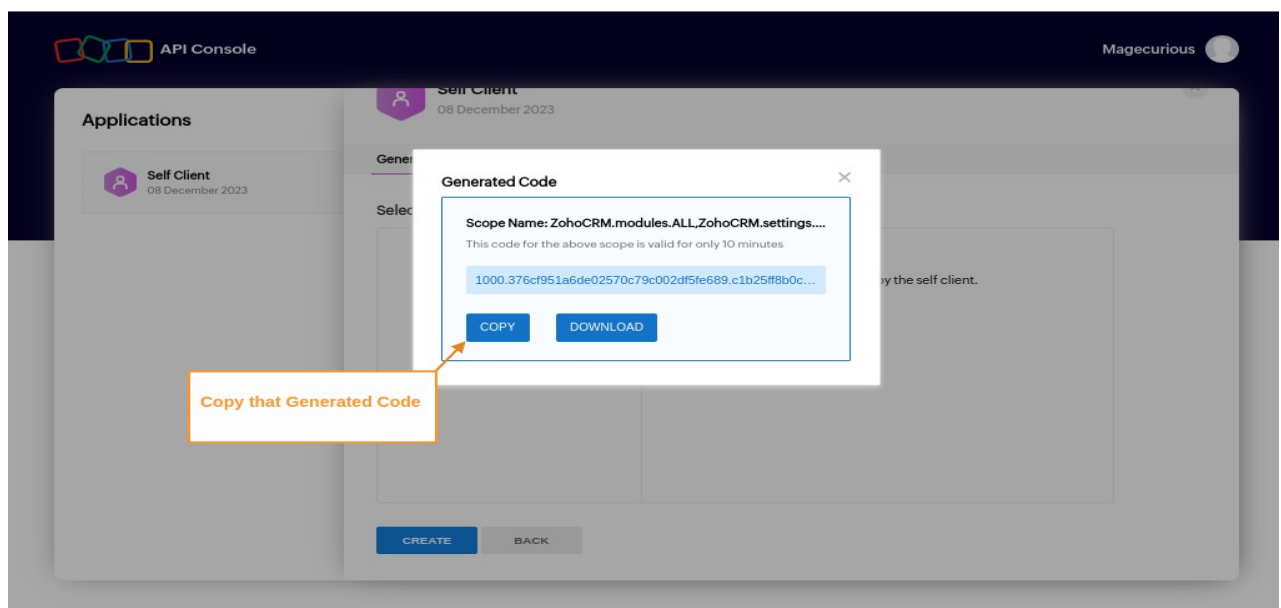 API Console
Magecurious
Applications
Self Client
08 December 2023
Self Client
08 December 2023
Gener
Selec
Generated Code
Scope Name: ZohoCRM.modules.ALL,ZohoCRM.settings....
This code for the above scope is valid for only 10 minutes
1000.376cf951a6de02570c79c002df5fe689.c1b25ff8b0c...
by the self client.
COPY
DOWNLOAD
Copy that Generated Code
CREATE
BACK